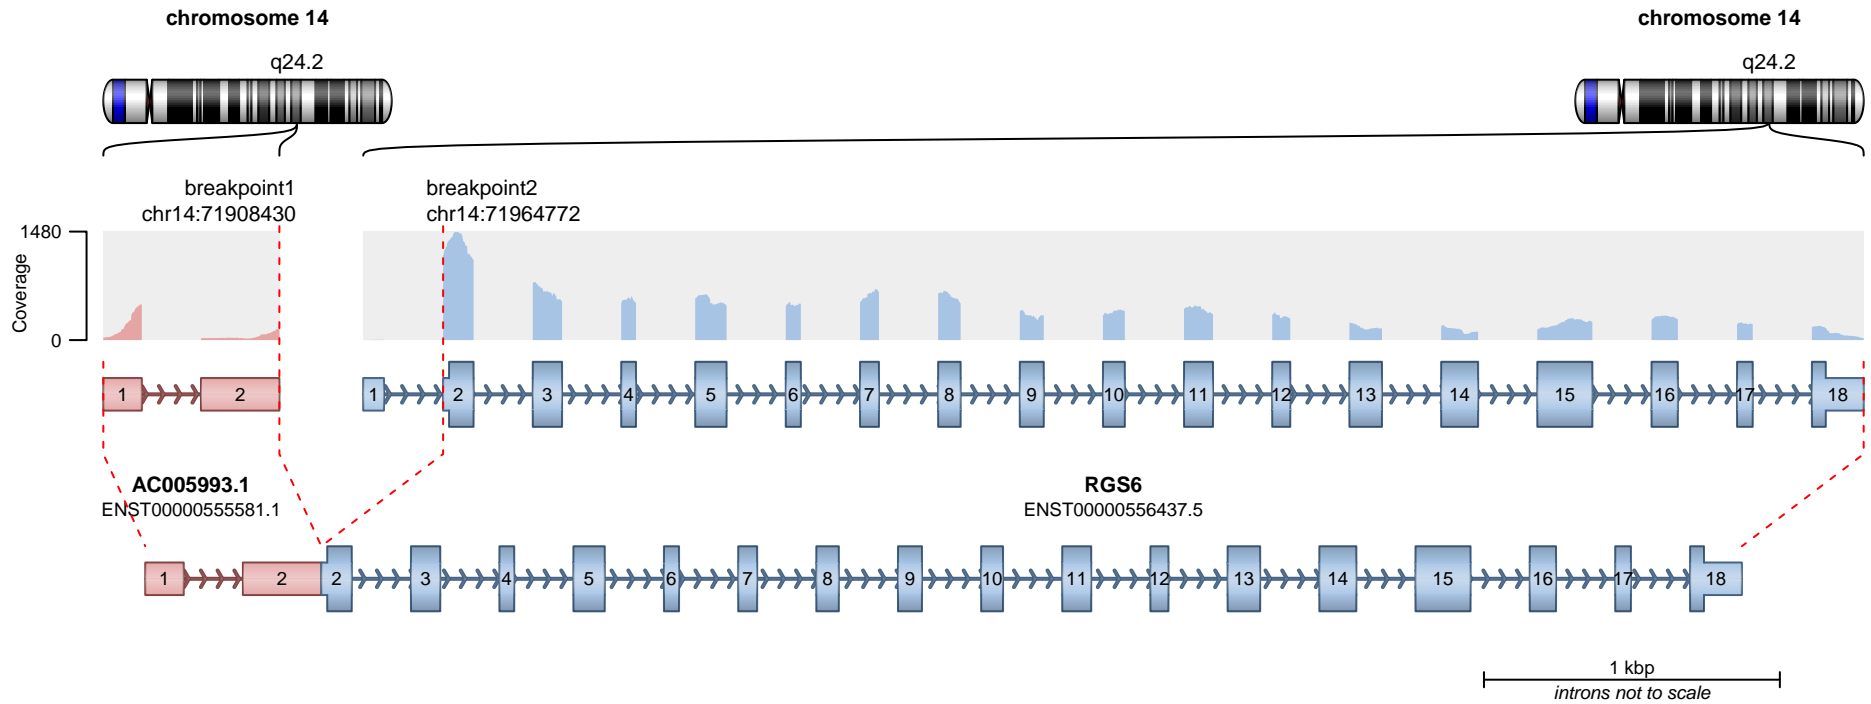 chromosome 14
chromosome 14
q24.2
q24.2
breakpoint1
chr14:71908430
breakpoint2
chr14:71964772
1480
0
Coverage
1 2
1 2 3 4 5 6 7 8 9 10 11 12 13 14 15 16 17 18
AC005993.1
ENST00000555581.1
RGS6
ENST00000556437.5
1 2 2 3 4 5 6 7 8 9 10 11 12 13 14 15 16 17 18
1 kbp
introns not to scale